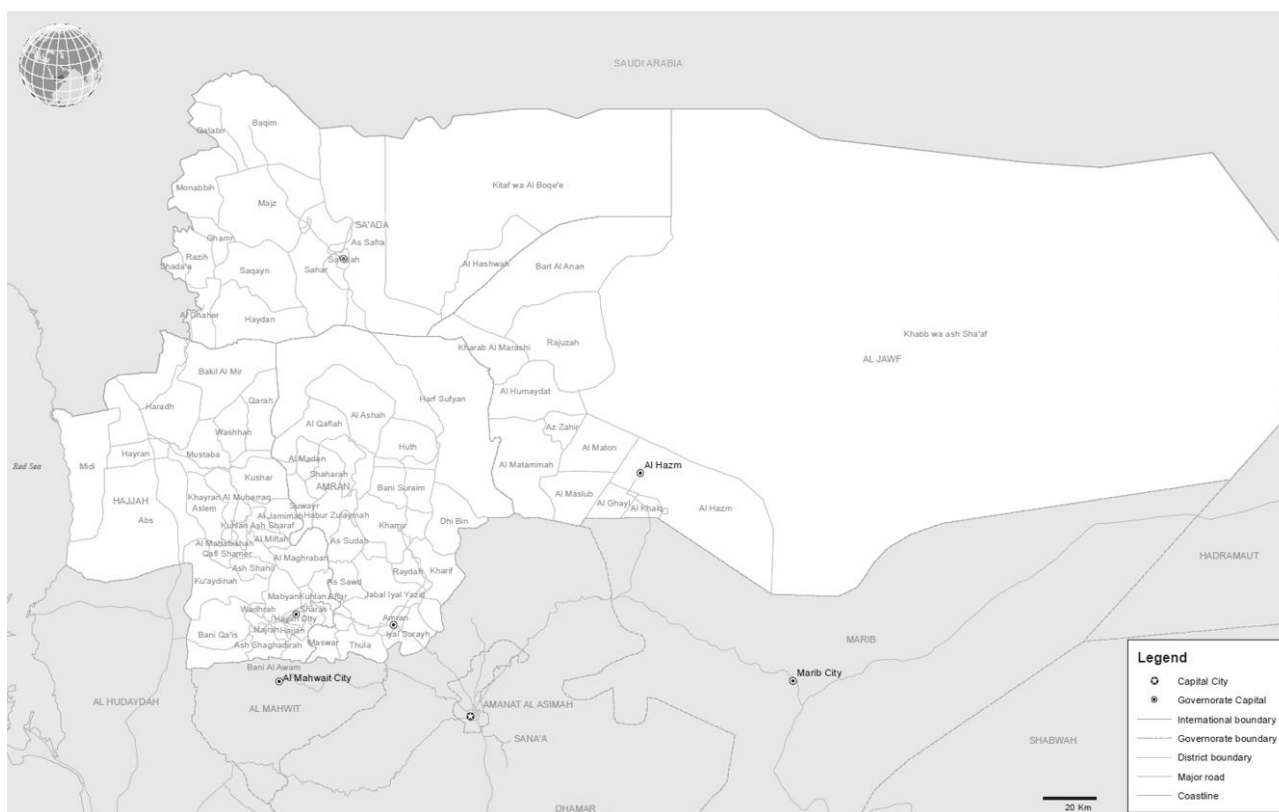 SAUDI ARABIA
Baqim
Qatabir
Kitaf wa Al Boqe'e
Monabbih
Majz
SA'ADA
Ghamr
As Safra
Razih
Shada'a
Saqayn
Sahar
Sa'adah
Al Hashwah
Bart Al Anan
Al Dhaher
Haydan
Khabb wa ash Sha'af
Kharab Al Marashi
Rajuzah
AL JAWF
Bakil Al Mir
Al Humaydat
Haradh
Qarah
Harf Sufyan
Al Ashah
Al Qaflah
Washhah
Az Zahir
Huth
Al Maton
Red Sea
Midi
Hayran
Mustaba
Al Madan
Al Matammah
Al Hazm
Kushar
Shaharah
AMRAN
Bani Suraim
HAJJAH
Khayran Al Muharraq
Al Maslub
Aslem
Suwayr
Al Ghayl
Al Khalq
Al Hazm
Al Jamimah
Habur Zulaymah
Abs
Kuhlan Ash Sharaf
Khamir
Dhi Bin
Al Mahabishah
Al Miftah
As Sudah
Qafl Shamer
Al Maghrabah
HADRAMAUT
Ash Shahil
Raydah
Kharif
Ku'aydinah
As Sawd
Mabyan
Kuhlan Affar
Jabal Iyal Yazid
Wadhrah
Sharas
Hajjah City
Amran
Bani Qa'is
Najrah
Hajjah
Iyal Surayh
Ash Shaghadirah
Maswar
Thula
MARIB
Bani Al Awam
Al Mahwait City
Marib City
AL HUDAYDAH
AL MAHWIT
AMANAT AL ASIMAH
SANA'A
SHABWAH
DHAMAR
20 Km
Legend
Capital City
Governorate Capital
International boundary
Governorate boundary
District boundary
Major road
Coastline